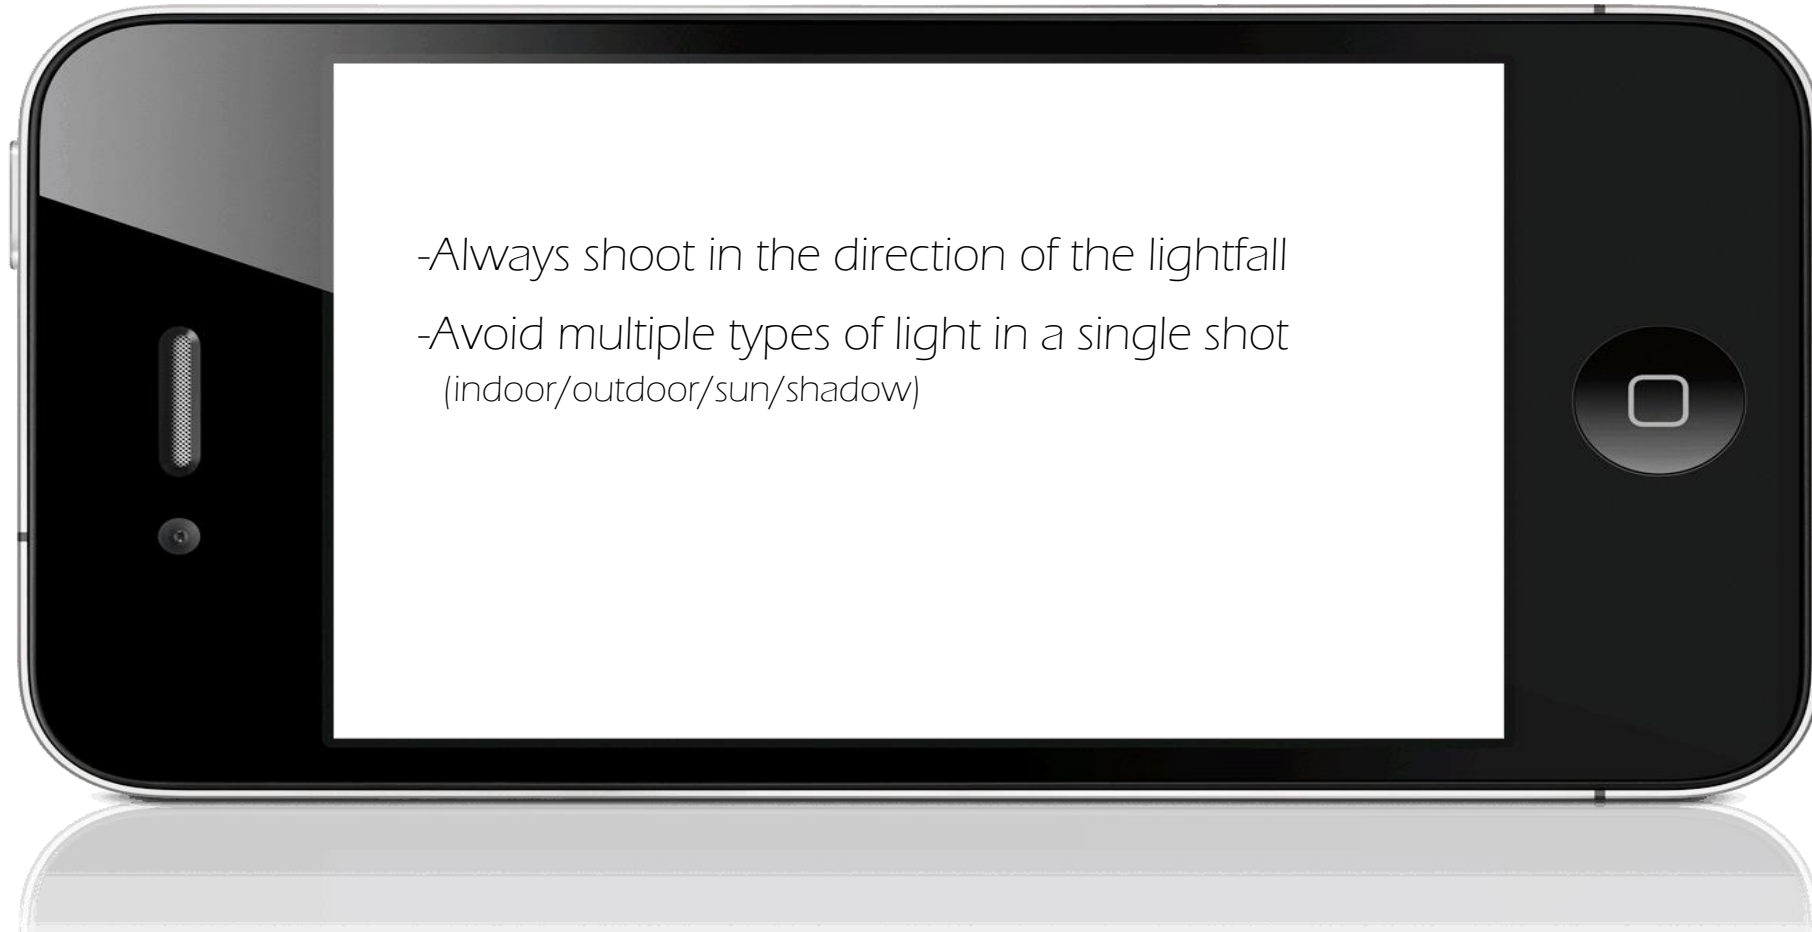 -Always shoot in the direction of the lightfall
-Avoid multiple types of light in a single shot
(indoor/outdoor/sun/shadow)